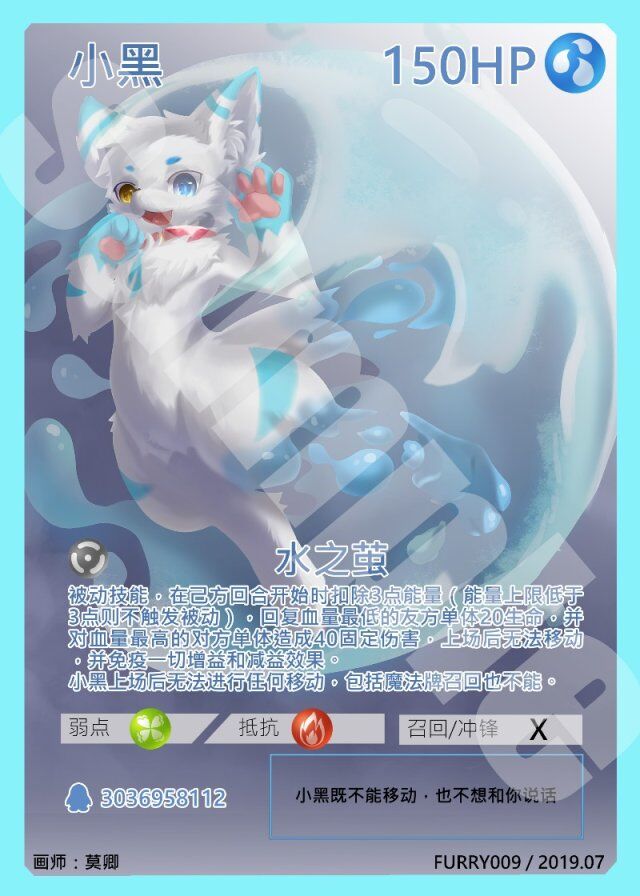 小黑
150HP
水之茧
被动技能，在己方回合开始时扣除3点能量（能量上限低于
3点则不触发被动），回复血量最低的友方单体20生命，并
对血量最高的对方单体造成40固定伤害，上场后无法移动
，并免疫一切增益和减益效果。
小黑上场后无法进行任何移动，包括魔法牌召回也不能。
弱点 抵抗 召回/冲锋 X
3036958112
小黑既不能移动，也不想和你说话
画师：莫卿 FURRY009 / 2019.07